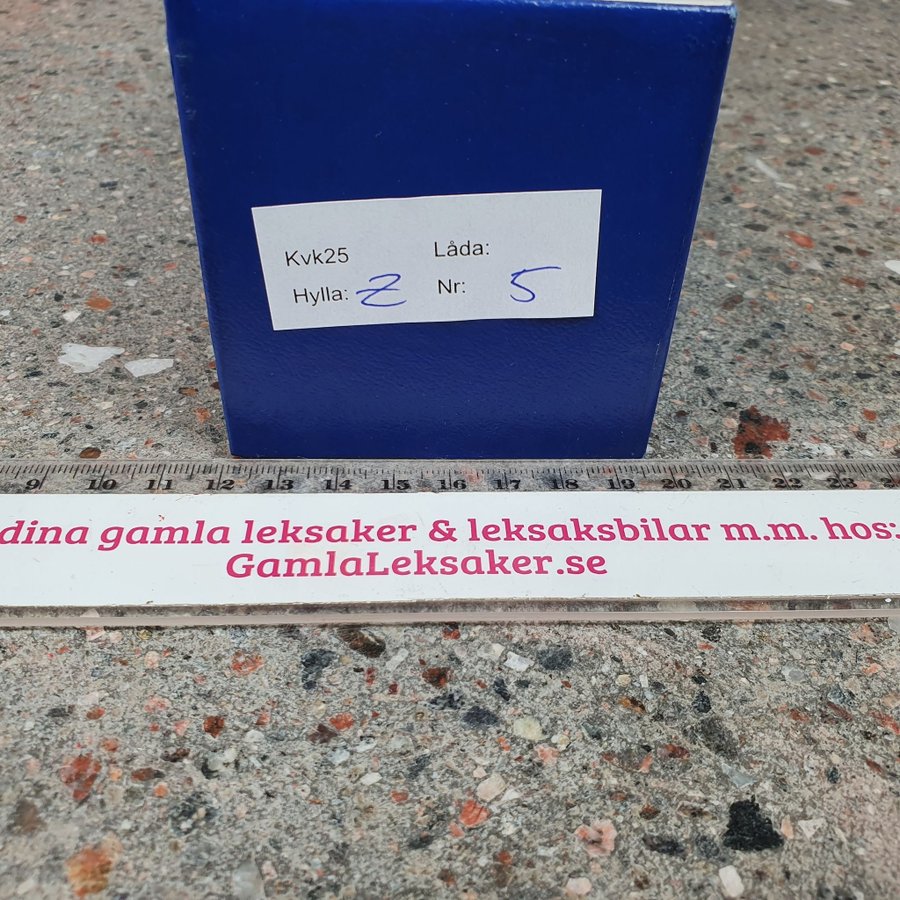 Kvk25 Låda:
Hylla: Z Nr: 5
9 10 11 12 13 14 15 16 17 18 19 20 21 22 23
dina gamla leksaker & leksaksbilar m.m. hos:
GamlaLeksaker.se